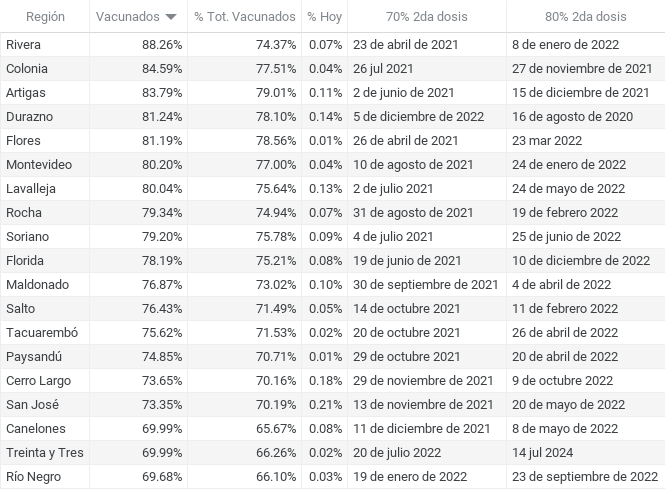 Región Vacunados % Tot. Vacunados % Hoy 70% 2da dosis 80% 2da dosis
Rivera 88.26% 74.37% 0.07% 23 de abril de 2021 8 de enero de 2022
Colonia 84.59% 77.51% 0.04% 26 jul 2021 27 de noviembre de 2021
Artigas 83.79% 79.01% 0.11% 2 de junio de 2021 15 de diciembre de 2021
Durazno 81.24% 78.10% 0.14% 5 de diciembre de 2022 16 de agosto de 2020
Flores 81.19% 78.56% 0.01% 26 de abril de 2021 23 mar 2022
Montevideo 80.20% 77.00% 0.04% 10 de agosto de 2021 24 de enero de 2022
Lavalleja 80.04% 75.64% 0.13% 2 de julio 2021 24 de mayo de 2022
Rocha 79.34% 74.94% 0.07% 31 de agosto de 2021 19 de febrero de 2022
Soriano 79.20% 75.78% 0.09% 4 de julio 2021 25 de junio de 2022
Florida 78.19% 75.21% 0.08% 19 de junio de 2021 10 de diciembre de 2022
Maldonado 76.87% 73.02% 0.10% 30 de septiembre de 2021 4 de abril de 2022
Salto 76.43% 71.49% 0.05% 14 de octubre 2021 11 de febrero de 2022
Tacuarembó 75.62% 71.53% 0.02% 20 de octubre 2021 26 de abril de 2022
Paysandú 74.85% 70.71% 0.01% 29 de octubre 2021 20 de abril de 2022
Cerro Largo 73.65% 70.16% 0.18% 29 de noviembre de 2021 9 de octubre 2022
San José 73.35% 70.19% 0.21% 13 de noviembre de 2021 20 de mayo de 2022
Canelones 69.99% 65.67% 0.08% 11 de diciembre de 2021 8 de mayo de 2022
Treinta y Tres 69.99% 66.26% 0.02% 20 de julio 2022 14 jul 2024
Río Negro 69.68% 66.10% 0.03% 19 de enero de 2022 23 de septiembre de 2022